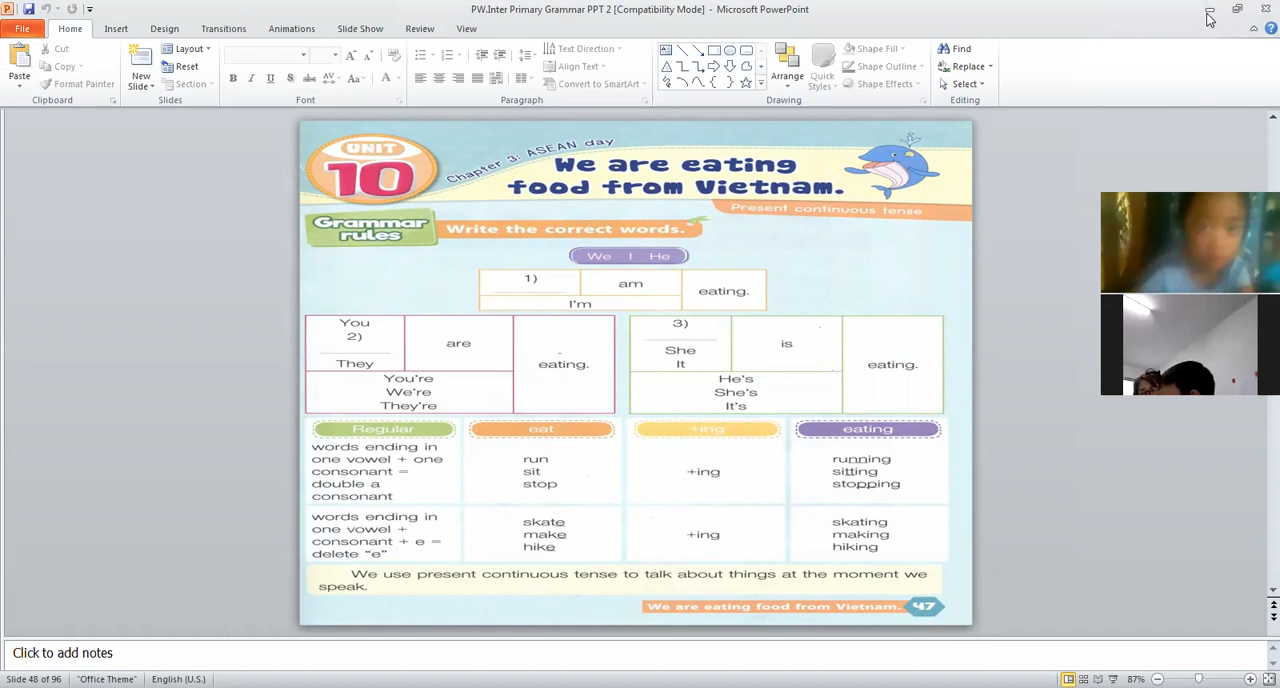 PW.Inter Primary Grammar PPT 2 [Compatibility Mode] - Microsoft PowerPoint
File Home Insert Design Transitions Animations Slide Show Review View
Paste
Cut
Copy
Format Painter
Clipboard
New Slide
Layout
Reset
Section
Slides
B I U S abc AV Aa A
Font
Text Direction
Align Text
Convert to SmartArt
Paragraph
Arrange
Quick Styles
Shape Fill
Shape Outline
Shape Effects
Drawing
Find
Replace
Select
Editing
UNIT
10
Chapter 3: ASEAN day
We are eating
food from Vietnam.
Present continuous tense
Grammar
rules
Write the correct words.
We I He
1) am eating.
I'm
You
2)
They
are
eating.
You're
We're
They're
3)
She
It
is
eating.
He's
She's
It's
Regular eat +ing eating
words ending in
one vowel + one
consonant =
double a
consonant
run
sit
stop
+ing
running
sitting
stopping
words ending in
one vowel +
consonant + e =
delete "e"
skate
make
hike
+ing
skating
making
hiking
We use present continuous tense to talk about things at the moment we
speak.
We are eating food from Vietnam. 47
Click to add notes
Slide 48 of 96 "Office Theme" English (U.S.) 87%